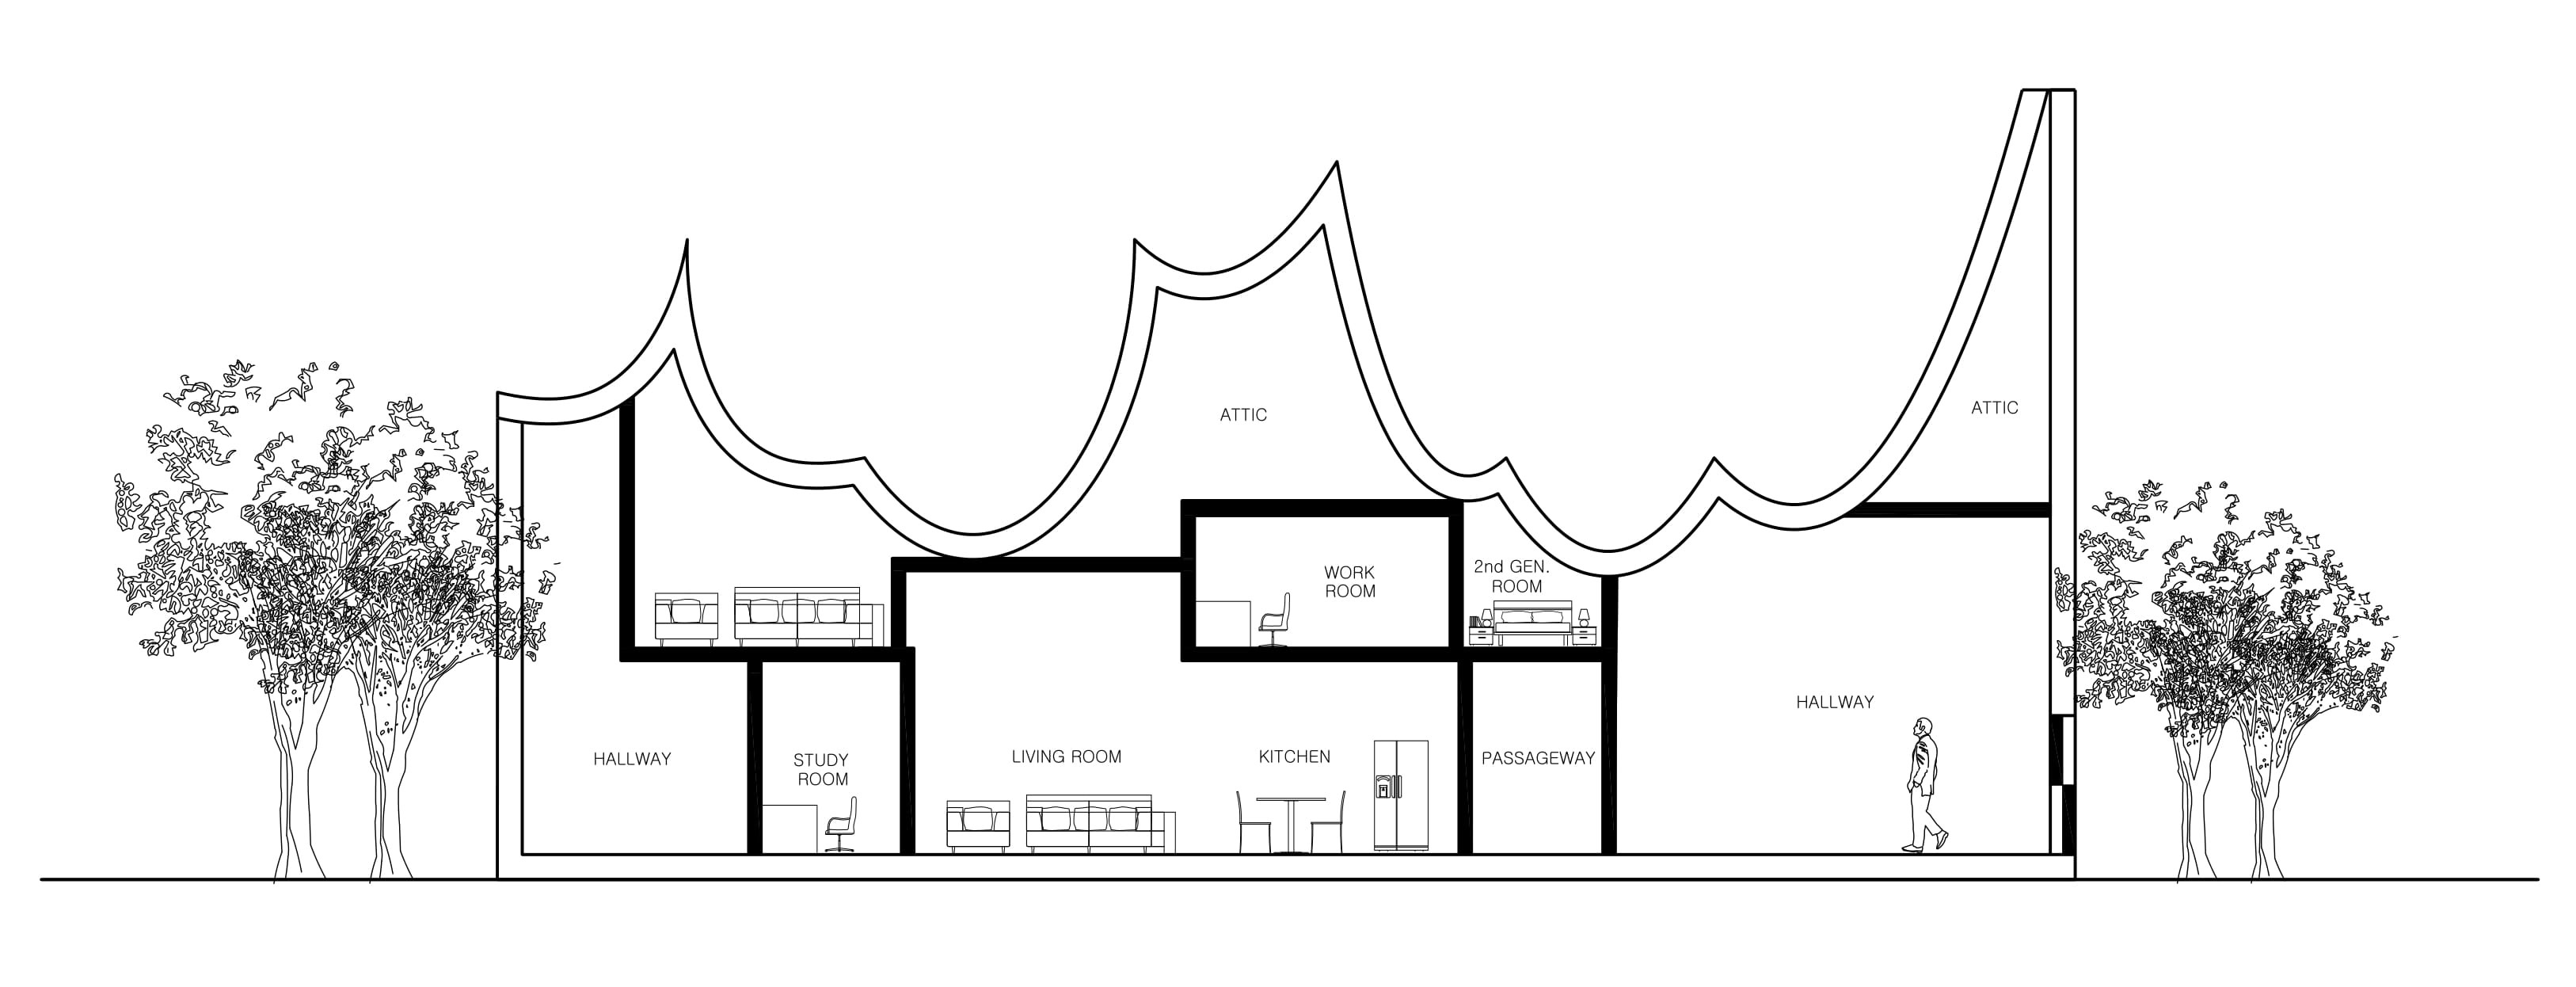 ATTIC
ATTIC
WORK
ROOM
2nd GEN.
ROOM
HALLWAY
HALLWAY
STUDY
ROOM
LIVING ROOM
KITCHEN
PASSAGEWAY